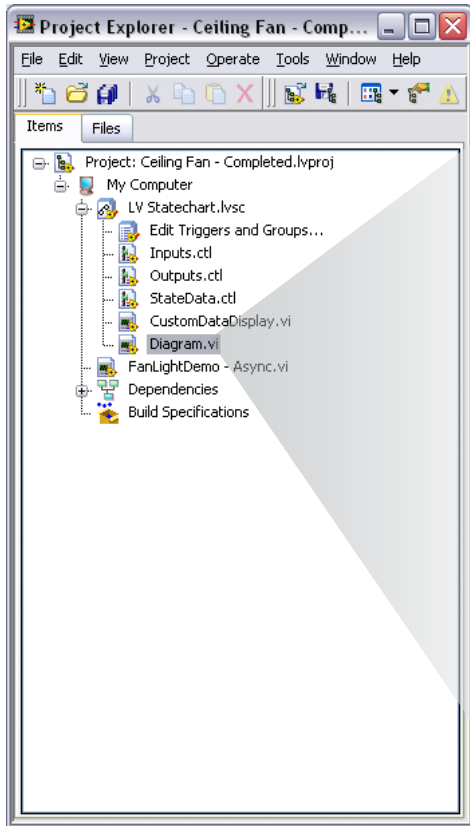 Project Explorer - Ceiling Fan - Comp...
File Edit View Project Operate Tools Window Help
Items Files
Project: Ceiling Fan - Completed.lvproj
My Computer
LV Statechart.lvsc
Edit Triggers and Groups...
Inputs.ctl
Outputs.ctl
StateData.ctl
CustomDataDisplay.vi
Diagram.vi
FanLightDemo - Async.vi
Dependencies
Build Specifications